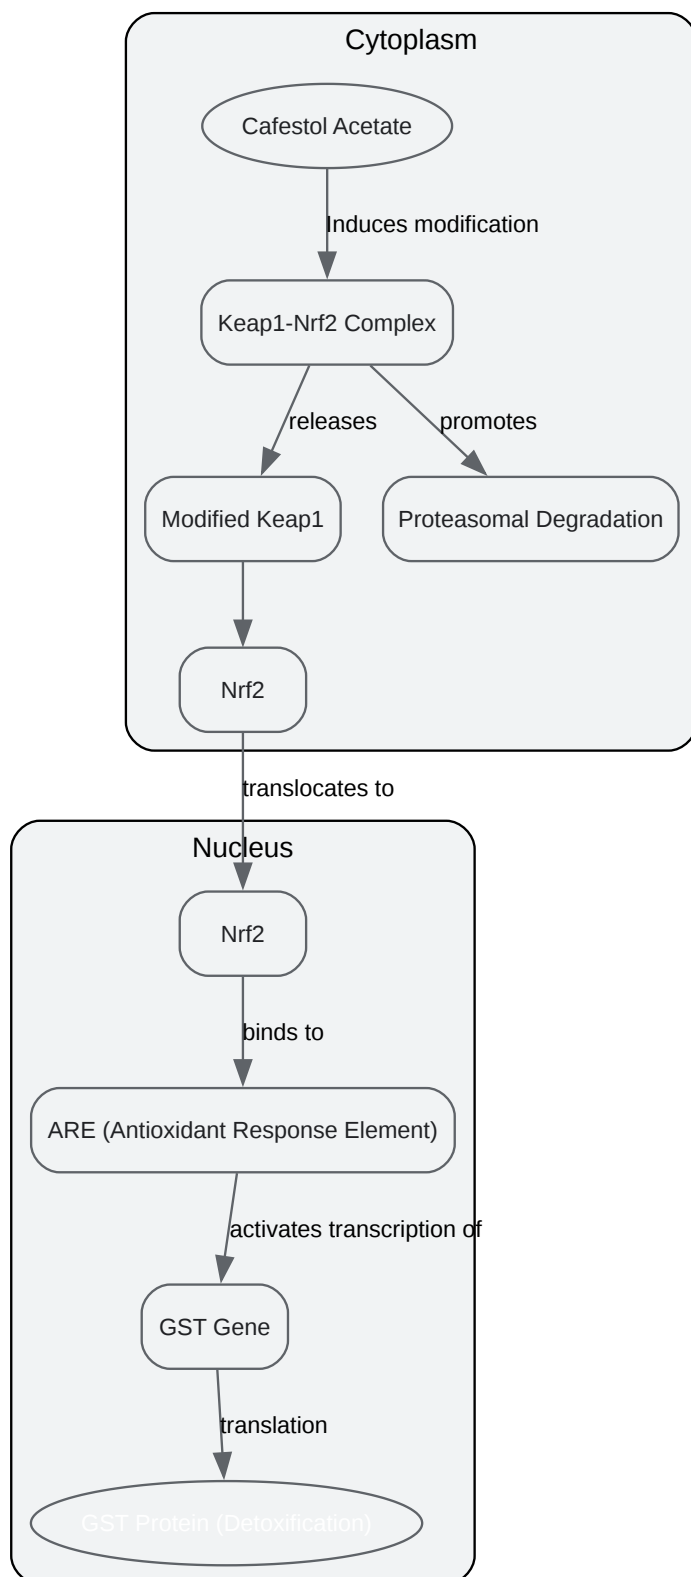 Cytoplasm
Cafestol Acetate
Induces modification
Keap1-Nrf2 Complex
releases
promotes
Modified Keap1
Proteasomal Degradation
Nrf2
translocates to
Nucleus
Nrf2
binds to
ARE (Antioxidant Response Element)
activates transcription of
GST Gene
translation
GST Protein (Detoxification)